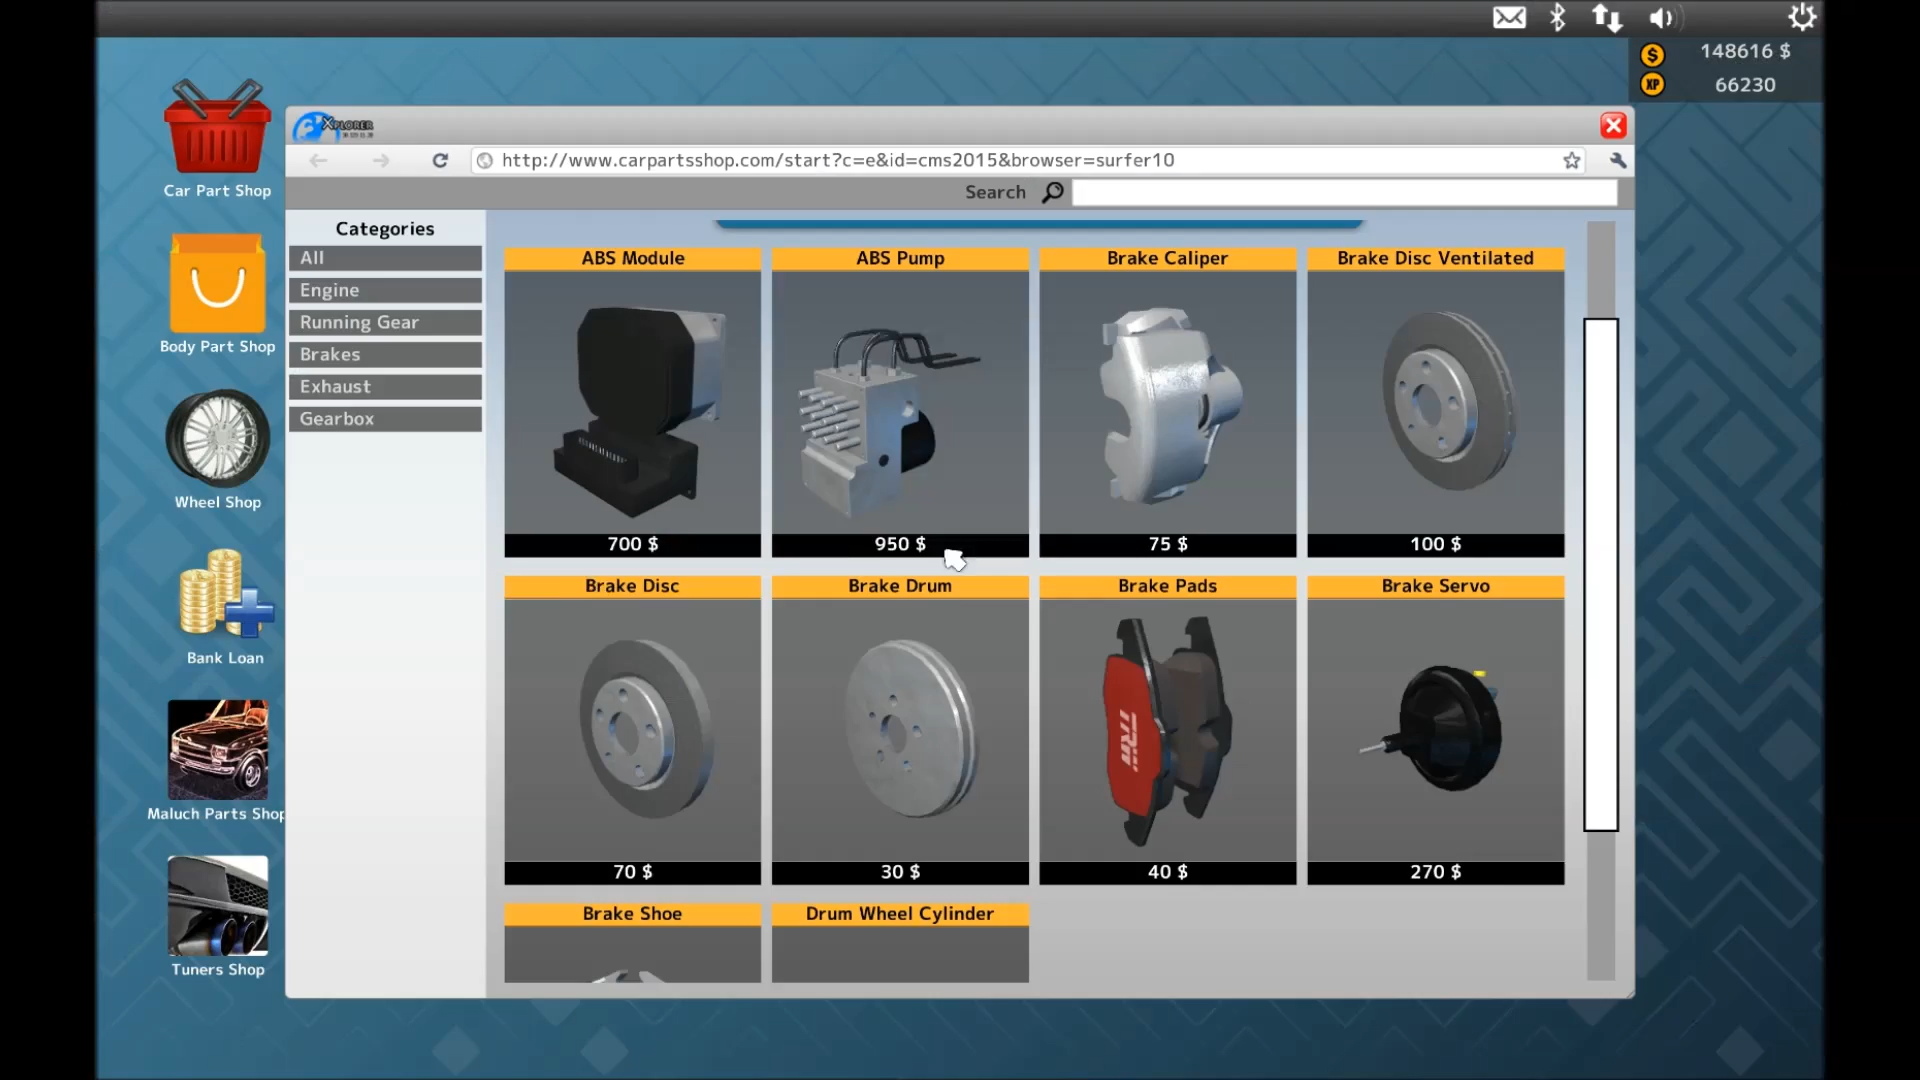 148616 $
XP
66230
XPLORER
Car Part Shop
http://www.carpartsshop.com/start?c=e&id=cms2015&browser=surfer10
Search
Categories
All
Engine
Running Gear
Brakes
Exhaust
Gearbox
Body Part Shop
Wheel Shop
Bank Loan
Maluch Parts Shop
Tuners Shop
ABS Module
ABS Pump
Brake Caliper
Brake Disc Ventilated
700 $
950 $
75 $
100 $
Brake Disc
Brake Drum
Brake Pads
Brake Servo
TRW
70 $
30 $
40 $
270 $
Brake Shoe
Drum Wheel Cylinder